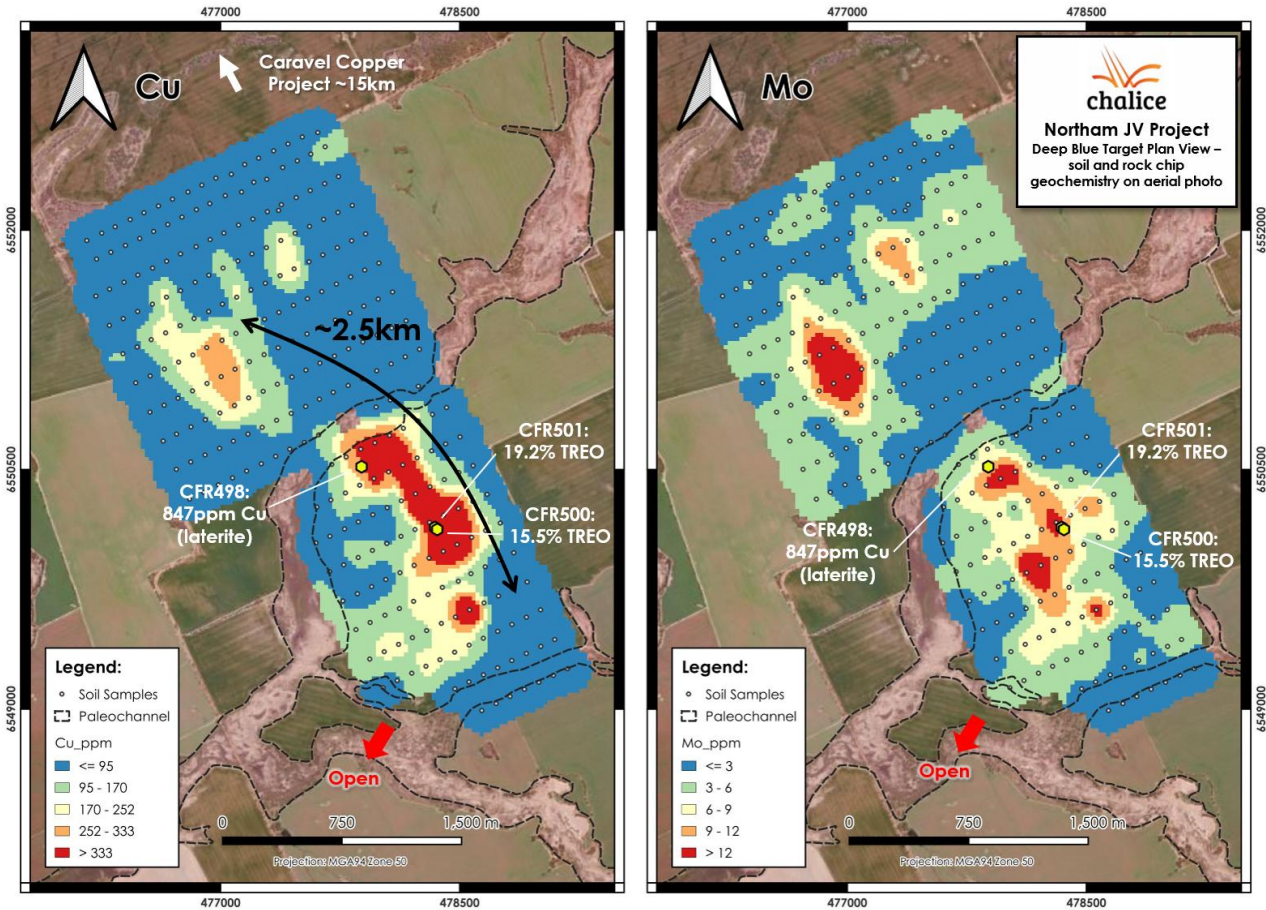 477000
478500
477000
478500
Cu
Caravel Copper
Project ~15km
Mo
chalice
Northam JV Project
Deep Blue Target Plan View –
soil and rock chip
geochemistry on aerial photo
6552000
6552000
6552000
~2.5km
CFR501:
19.2% TREO
CFR501:
19.2% TREO
6550500
6550500
6550500
CFR498:
847ppm Cu
(laterite)
CFR500:
15.5% TREO
CFR498:
847ppm Cu
(laterite)
CFR500:
15.5% TREO
Legend:
Soil Samples
Paleochannel
Cu_ppm
<= 95
95 - 170
170 - 252
252 - 333
> 333
6549000
Open
0
750
1,500 m
Projection: MGA94 Zone 50
Legend:
Soil Samples
Paleochannel
Mo_ppm
<= 3
3 - 6
6 - 9
9 - 12
> 12
6549000
6549000
Open
0
750
1,500 m
Projection: MGA94 Zone 50
477000
478500
477000
478500